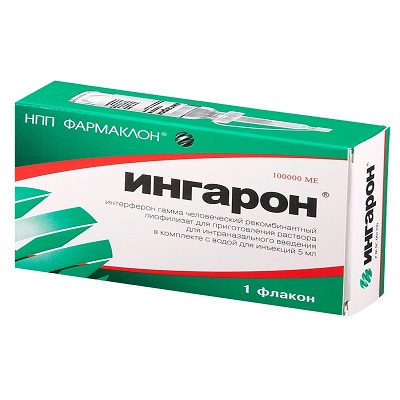 НПП ФАРМАКЛОН®
100000 МЕ
ИНГАРОН®
интерферон гамма человеческий рекомбинантный
лиофилизат для приготовления раствора
для интраназального введения
в комплекте с водой для инъекций 5 мл
1 флакон